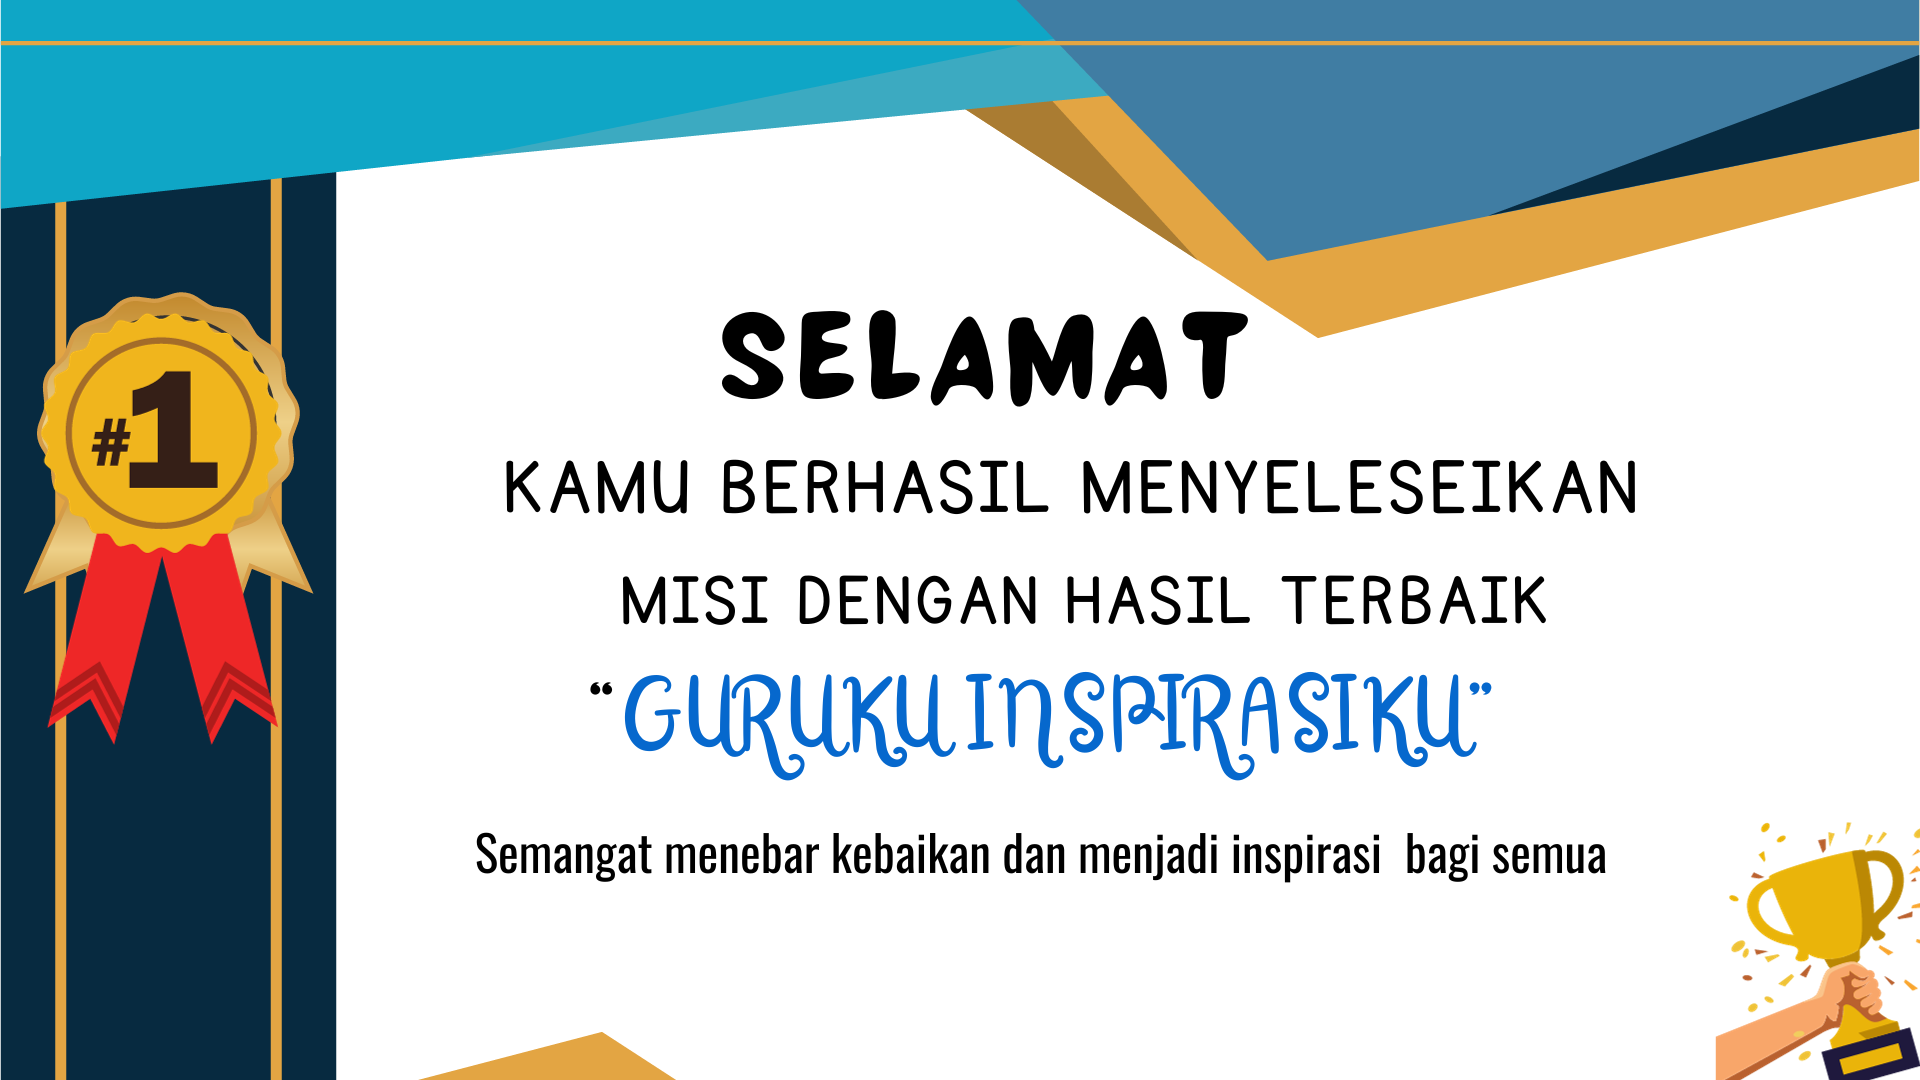 #1
SELAMAT
KAMU BERHASIL MENYELESEIKAN
MISI DENGAN HASIL TERBAIK
“GURUKU INSPIRASIKU”
Semangat menebar kebaikan dan menjadi inspirasi  bagi semua